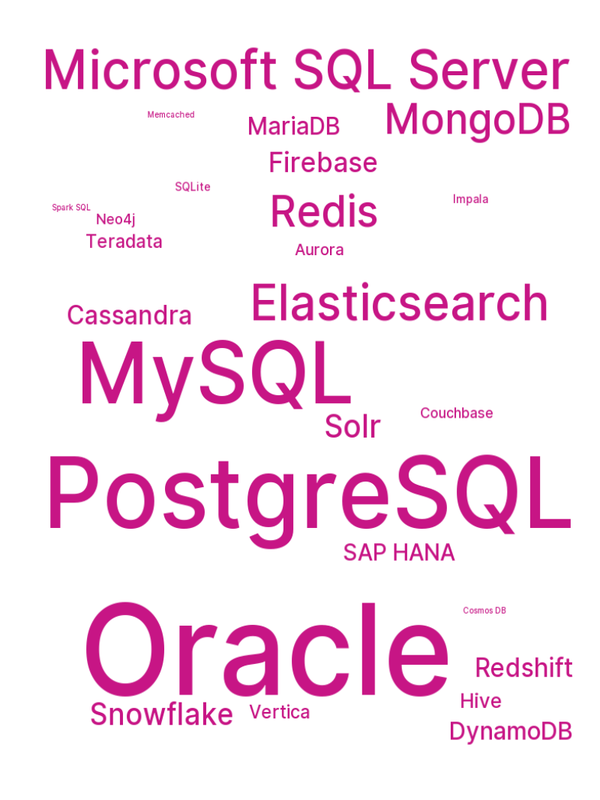 Microsoft SQL Server
MongoDB
Memcached
MariaDB
Firebase
SQLite
Redis
Impala
Spark SQL
Neo4j
Teradata
Aurora
Elasticsearch
Cassandra
MySQL
Couchbase
Solr
PostgreSQL
SAP HANA
Oracle
Cosmos DB
Redshift
Hive
Snowflake
Vertica
DynamoDB